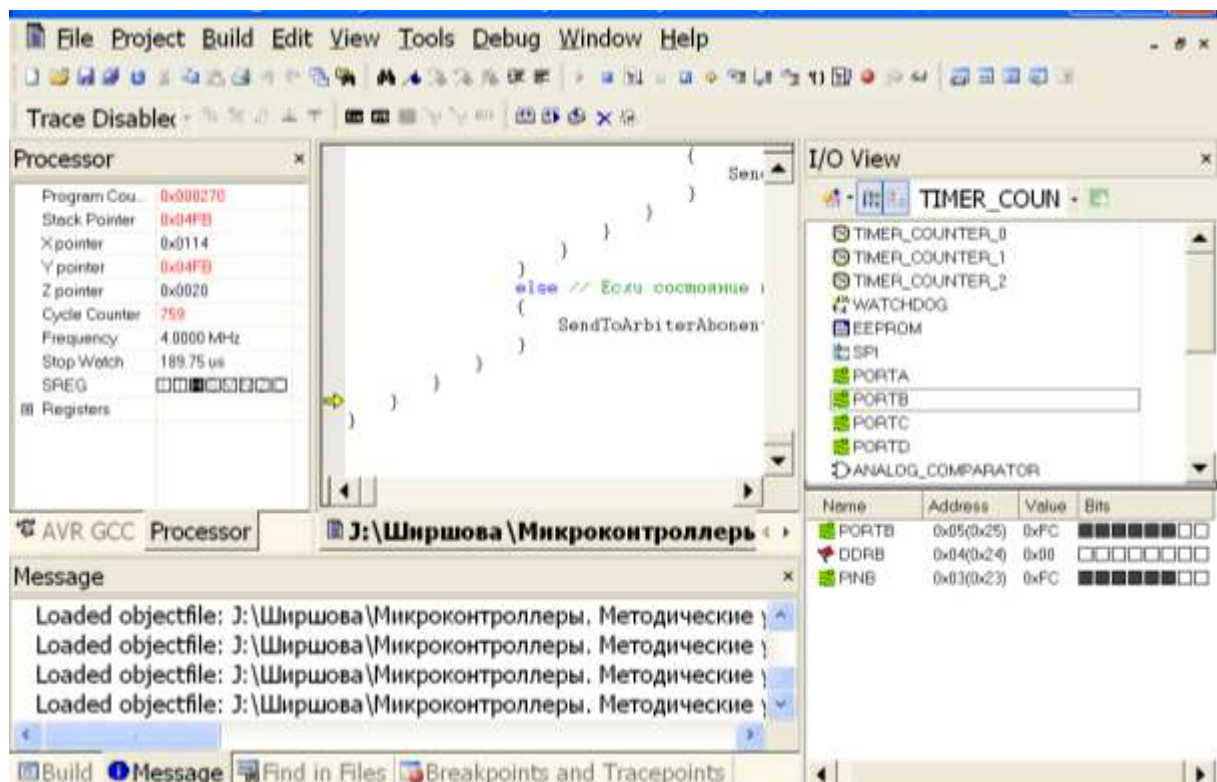 File Project Build Edit View Tools Debug Window Help
Trace Disabled
Processor
Program Cou... 0x000270
Stack Pointer 0x04FB
X pointer 0x0114
Y pointer 0x04FB
Z pointer 0x0020
Cycle Counter 759
Frequency 4.0000 MHz
Stop Watch 189.75 us
SREG
Registers
AVR GCC Processor
{
Send
}
}
}
}
}
else // Если состояние
{
SendToArbiterAbonen
}
}
}
}
}
J:\Ширшова\Микроконтроллеры
I/O View
TIMER_COUN
TIMER_COUNTER_0
TIMER_COUNTER_1
TIMER_COUNTER_2
WATCHDOG
EEPROM
SPI
PORTA
PORTB
PORTC
PORTD
ANALOG_COMPARATOR
Name Address Value Bits
PORTB 0x05(0x25) 0xFC
DDRB 0x04(0x24) 0x00
PINB 0x03(0x23) 0xFC
Message
Loaded objectfile: J:\Ширшова\Микроконтроллеры. Методические у
Loaded objectfile: J:\Ширшова\Микроконтроллеры. Методические у
Loaded objectfile: J:\Ширшова\Микроконтроллеры. Методические у
Loaded objectfile: J:\Ширшова\Микроконтроллеры. Методические у
Build Message Find in Files Breakpoints and Tracepoints